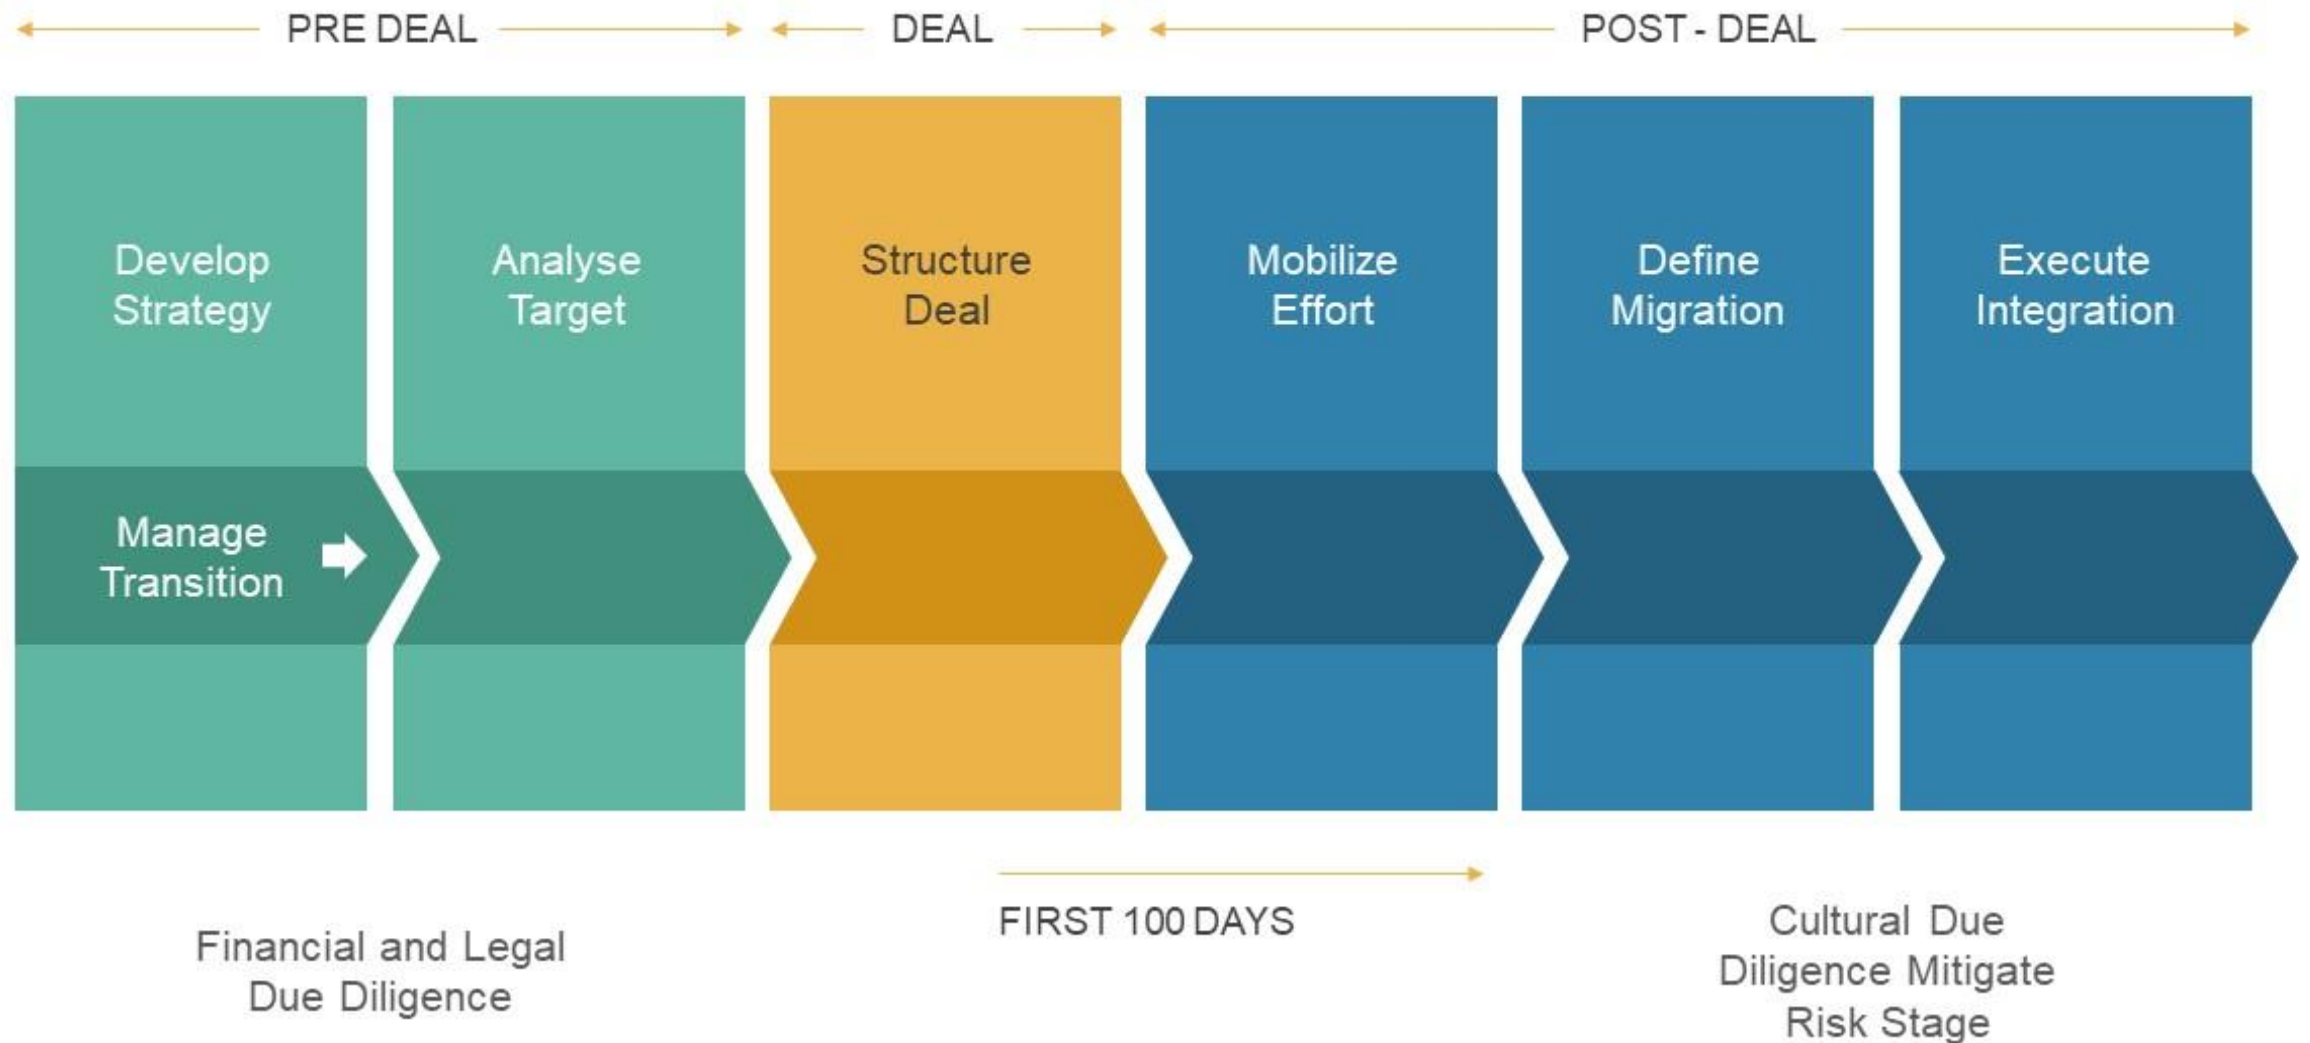 PRE DEAL
DEAL
POST - DEAL
Develop
Strategy
Analyse
Target
Structure
Deal
Mobilize
Effort
Define
Migration
Execute
Integration
Manage
Transition
FIRST 100 DAYS
Financial and Legal
Due Diligence
Cultural Due
Diligence Mitigate
Risk Stage